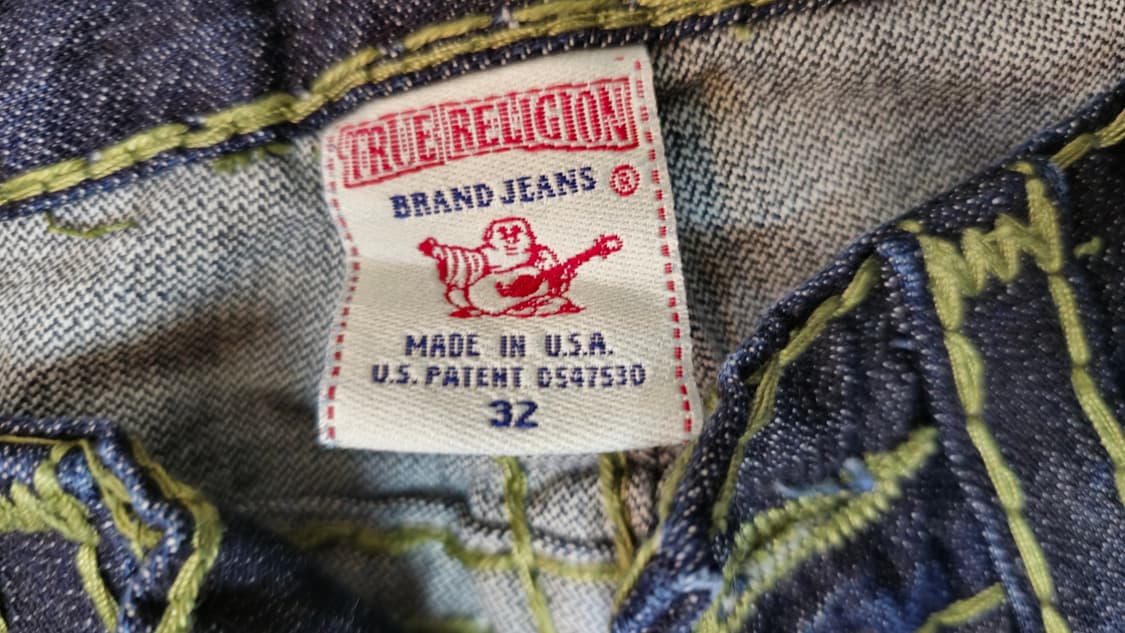 TRUE RELIGION
BRAND JEANS ®
MADE IN U.S.A.
U.S. PATENT D547530
32